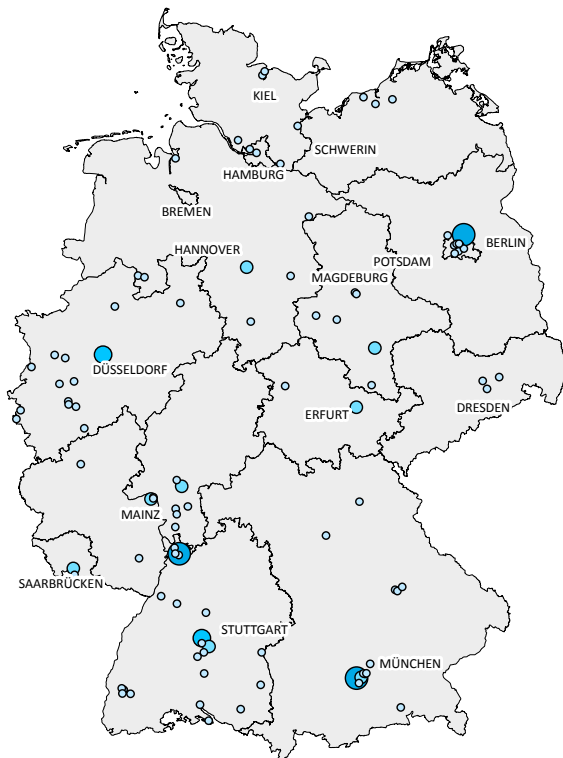 KIEL
SCHWERIN
HAMBURG
BREMEN
HANNOVER
BERLIN
POTSDAM
MAGDEBURG
DÜSSELDORF
DRESDEN
ERFURT
MAINZ
SAARBRÜCKEN
STUTTGART
MÜNCHEN